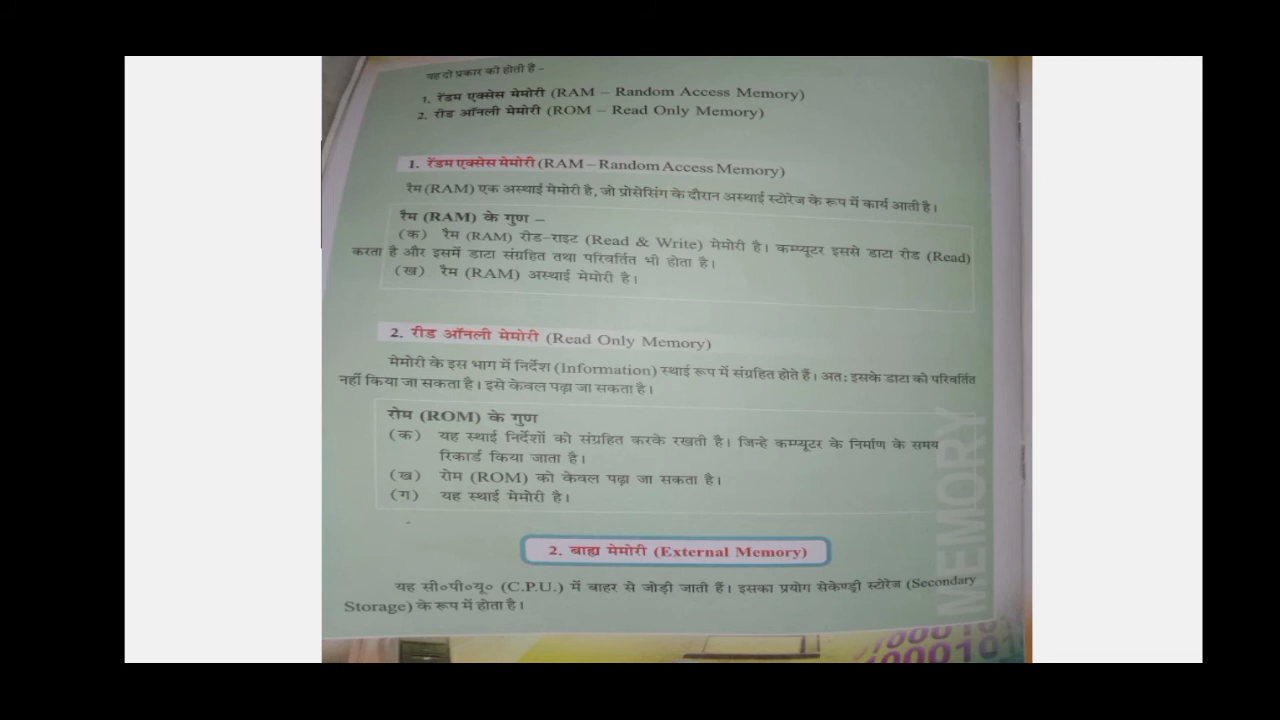 यह दो प्रकार की होती हैं –
1. रेंडम एक्सेस मेमोरी (RAM – Random Access Memory)
2. रीड ऑनली मेमोरी (ROM – Read Only Memory)
1. रेंडम एक्सेस मेमोरी (RAM – Random Access Memory)
रैम (RAM) एक अस्थाई मेमोरी है, जो प्रोसेसिंग के दौरान अस्थाई स्टोरेज के रूप में कार्य आती है।
रैम (RAM) के गुण –
(क) रैम (RAM) रीड-राइट (Read & Write) मेमोरी है। कम्प्यूटर इससे डाटा रीड (Read)
करता है और इसमें डाटा संग्रहित तथा परिवर्तित भी होता है।
(ख) रैम (RAM) अस्थाई मेमोरी है।
2. रीड ऑनली मेमोरी (Read Only Memory)
मेमोरी के इस भाग में निर्देश (Information) स्थाई रूप में संग्रहित होते हैं। अत: इसके डाटा को परिवर्तित
नहीं किया जा सकता है। इसे केवल पढ़ा जा सकता है।
रोम (ROM) के गुण
(क) यह स्थाई निर्देशों को संग्रहित करके रखती है। जिन्हे कम्प्यूटर के निर्माण के समय
रिकार्ड किया जाता है।
(ख) रोम (ROM) को केवल पढ़ा जा सकता है।
(ग) यह स्थाई मेमोरी है।
2. बाह्य मेमोरी (External Memory)
यह सी०पी०यू० (C.P.U.) में बाहर से जोड़ी जाती हैं। इसका प्रयोग सेकेण्ड्री स्टोरेज (Secondary
Storage) के रूप में होता है।
MEMORY